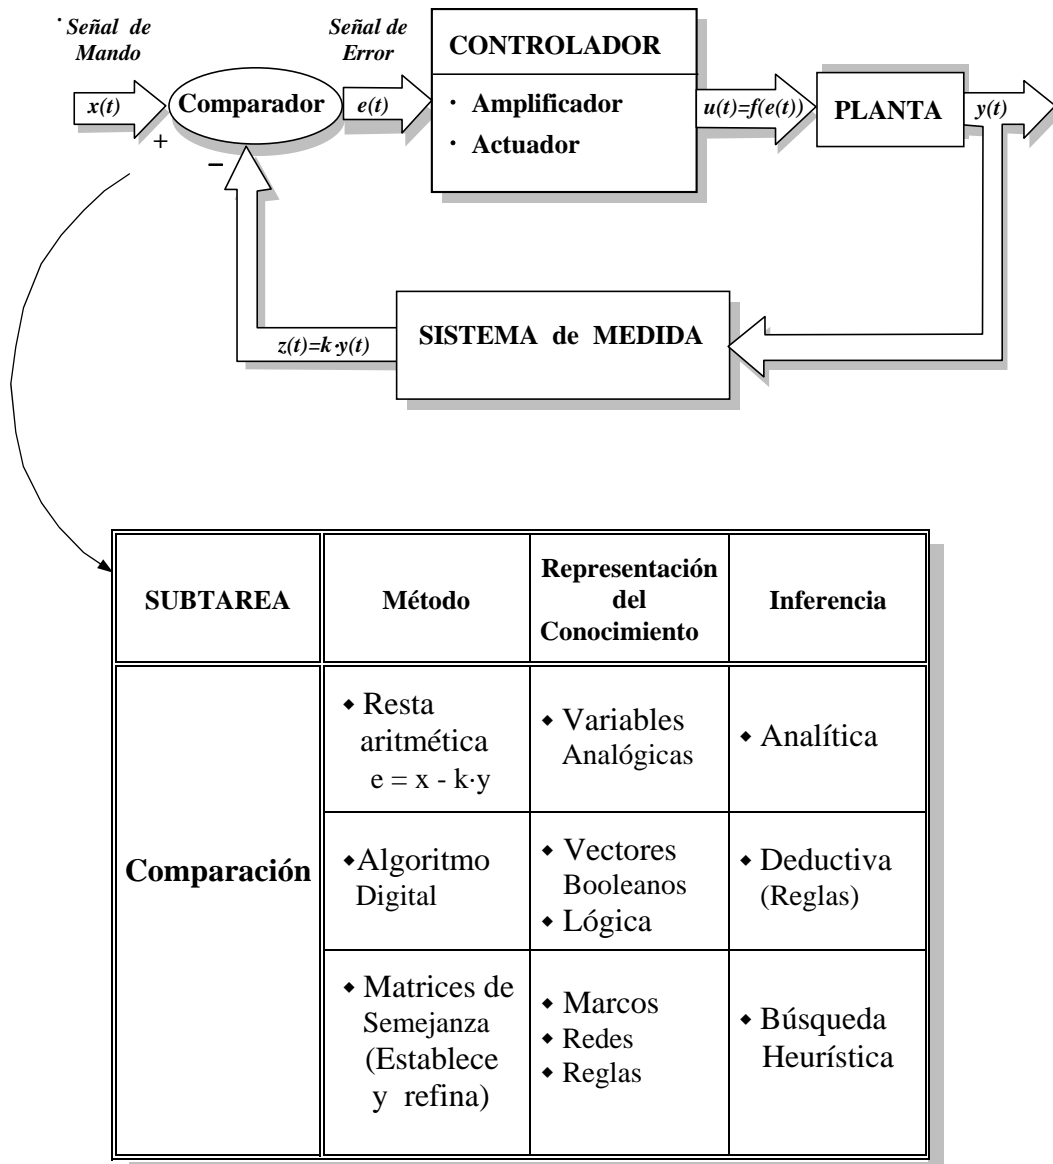 Señal de
Mando
Señal de
Error
x(t)
+
Comparador
−
e(t)
CONTROLADOR
· Amplificador
· Actuador
u(t)=f(e(t))
PLANTA
y(t)
z(t)=k·y(t)
SISTEMA de MEDIDA
SUBTAREA
Método
Representación
del
Conocimiento
Inferencia
Comparación
◆ Resta
aritmética
e = x - k·y
◆ Variables
Analógicas
◆ Analítica
◆Algoritmo
Digital
◆ Vectores
Booleanos
◆ Lógica
◆ Deductiva
(Reglas)
◆ Matrices de
Semejanza
(Establece
y refina)
◆ Marcos
◆ Redes
◆ Reglas
◆ Búsqueda
Heurística